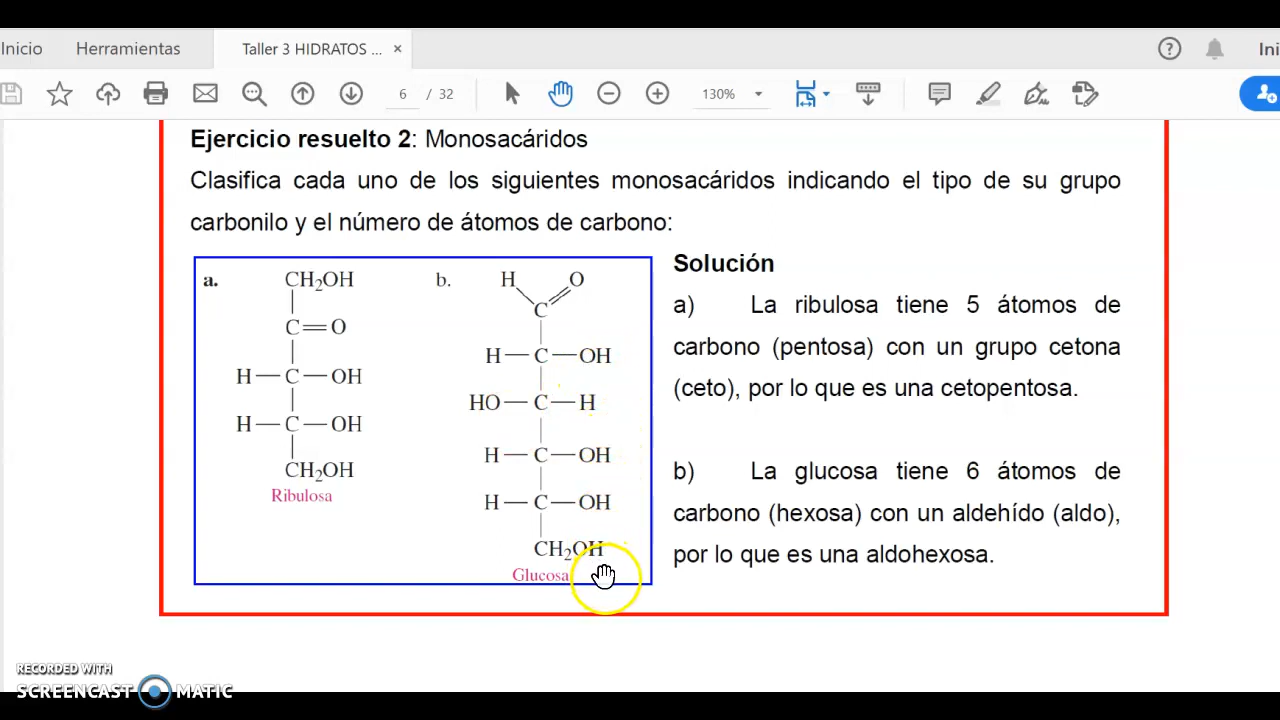 Inicio Herramientas Taller 3 HIDRATOS ... × ? Ini
6 / 32 130%
Ejercicio resuelto 2: Monosacáridos
Clasifica cada uno de los siguientes monosacáridos indicando el tipo de su grupo
carbonilo y el número de átomos de carbono:
a.
CH₂OH
C=O
H—C—OH
H—C—OH
CH₂OH
Ribulosa
b.
H O
C
H—C—OH
HO—C—H
H—C—OH
H—C—OH
CH₂OH
Glucosa
Solución
a) La ribulosa tiene 5 átomos de
carbono (pentosa) con un grupo cetona
(ceto), por lo que es una cetopentosa.
b) La glucosa tiene 6 átomos de
carbono (hexosa) con un aldehído (aldo),
por lo que es una aldohexosa.
RECORDED WITH
SCREENCAST MATIC